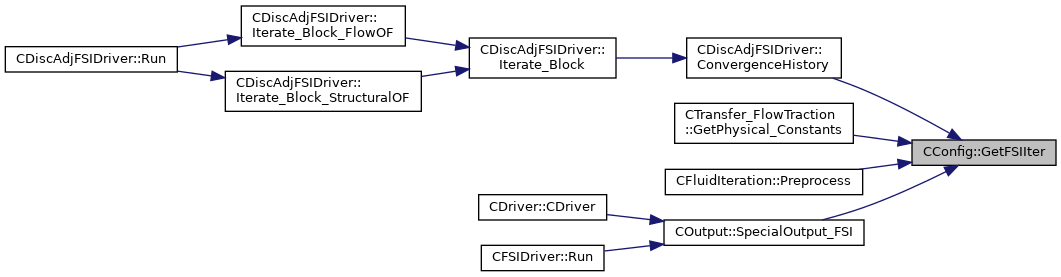 CDiscAdjFSIDriver::Run
CDiscAdjFSIDriver::
Iterate_Block_FlowOF
CDiscAdjFSIDriver::
Iterate_Block_StructuralOF
CDiscAdjFSIDriver::
Iterate_Block
CDiscAdjFSIDriver::
ConvergenceHistory
CTransfer_FlowTraction
::GetPhysical_Constants
CFluidIteration::Preprocess
CDriver::CDriver
CFSIDriver::Run
COutput::SpecialOutput_FSI
CConfig::GetFSIIter